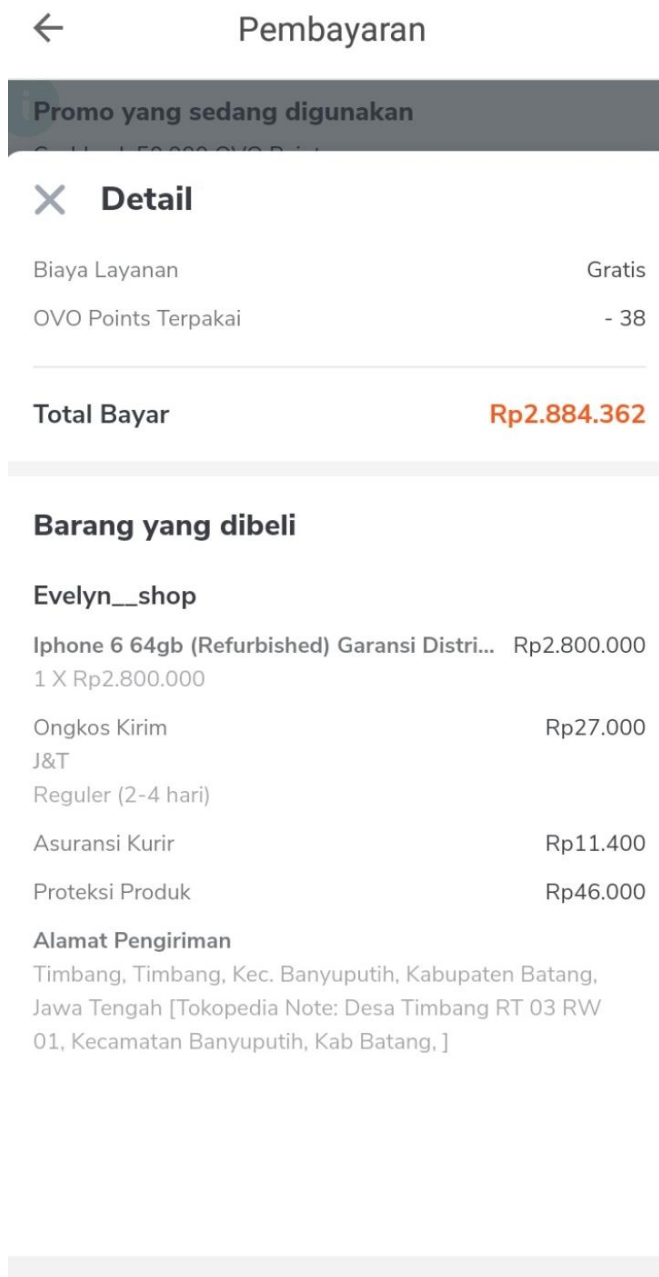 Pembayaran
Promo yang sedang digunakan
Detail
Biaya Layanan Gratis
OVO Points Terpakai - 38
Total Bayar Rp2.884.362
Barang yang dibeli
Evelyn__shop
Iphone 6 64gb (Refurbished) Garansi Distri... Rp2.800.000
1 X Rp2.800.000
Ongkos Kirim Rp27.000
J&T
Reguler (2-4 hari)
Asuransi Kurir Rp11.400
Proteksi Produk Rp46.000
Alamat Pengiriman
Timbang, Timbang, Kec. Banyuputih, Kabupaten Batang,
Jawa Tengah [Tokopedia Note: Desa Timbang RT 03 RW
01, Kecamatan Banyuputih, Kab Batang, ]